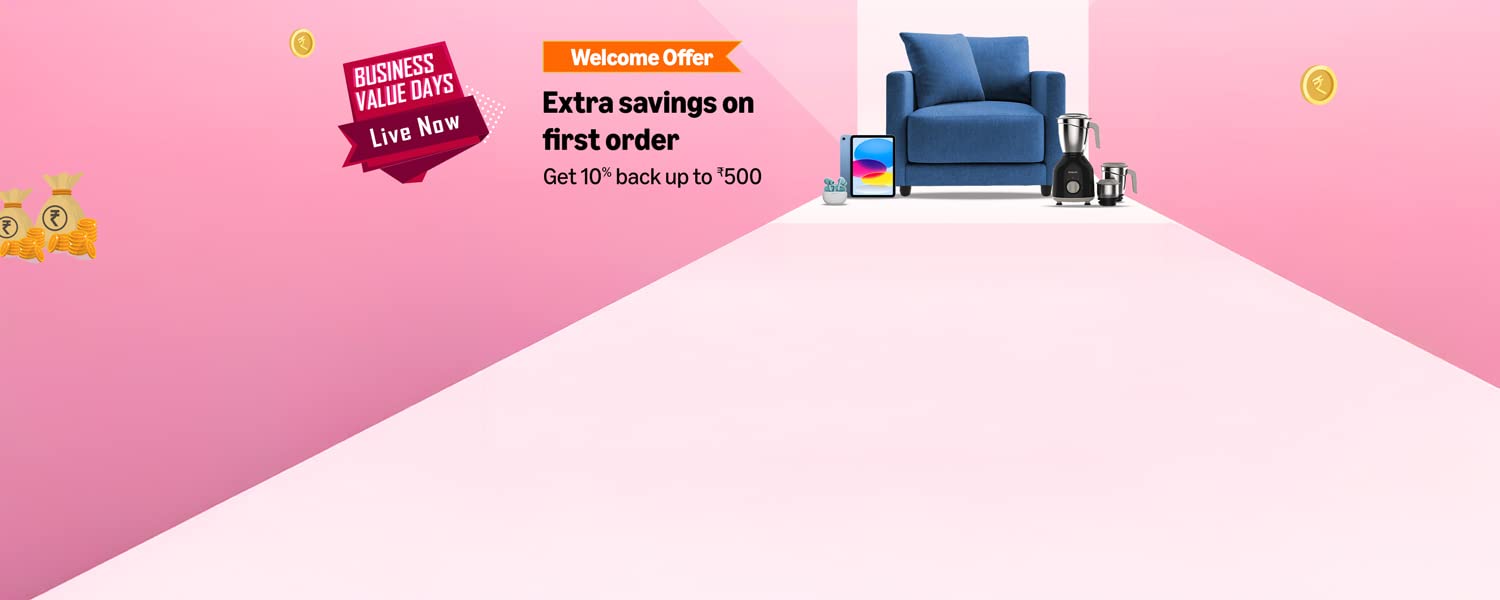 BUSINESS
VALUE DAYS
Live Now
Welcome Offer
Extra savings on
first order
Get 10% back up to ₹500
₹
₹
₹
₹